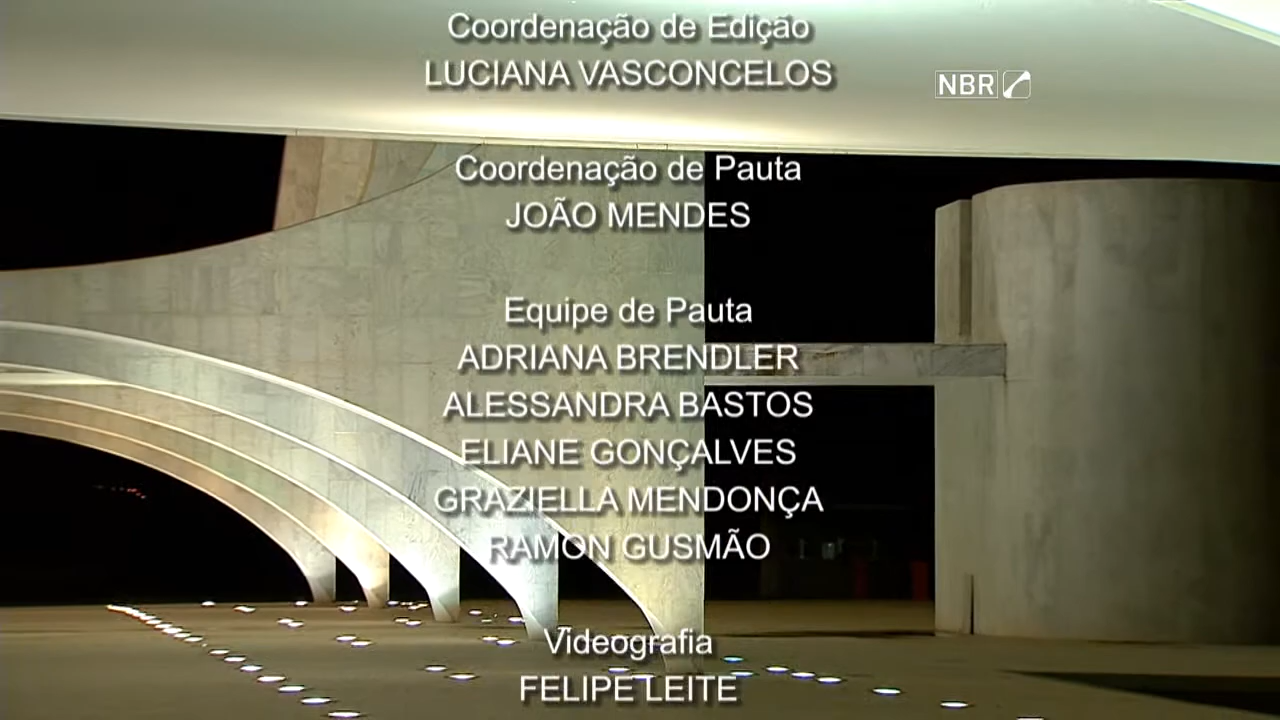 Coordenação de Edição
LUCIANA VASCONCELOS
NBR
Coordenação de Pauta
JOÃO MENDES
Equipe de Pauta
ADRIANA BRENDLER
ALESSANDRA BASTOS
ELIANE GONÇALVES
GRAZIELLA MENDONÇA
RAMON GUSMÃO
Videografia
FELIPE LEITE